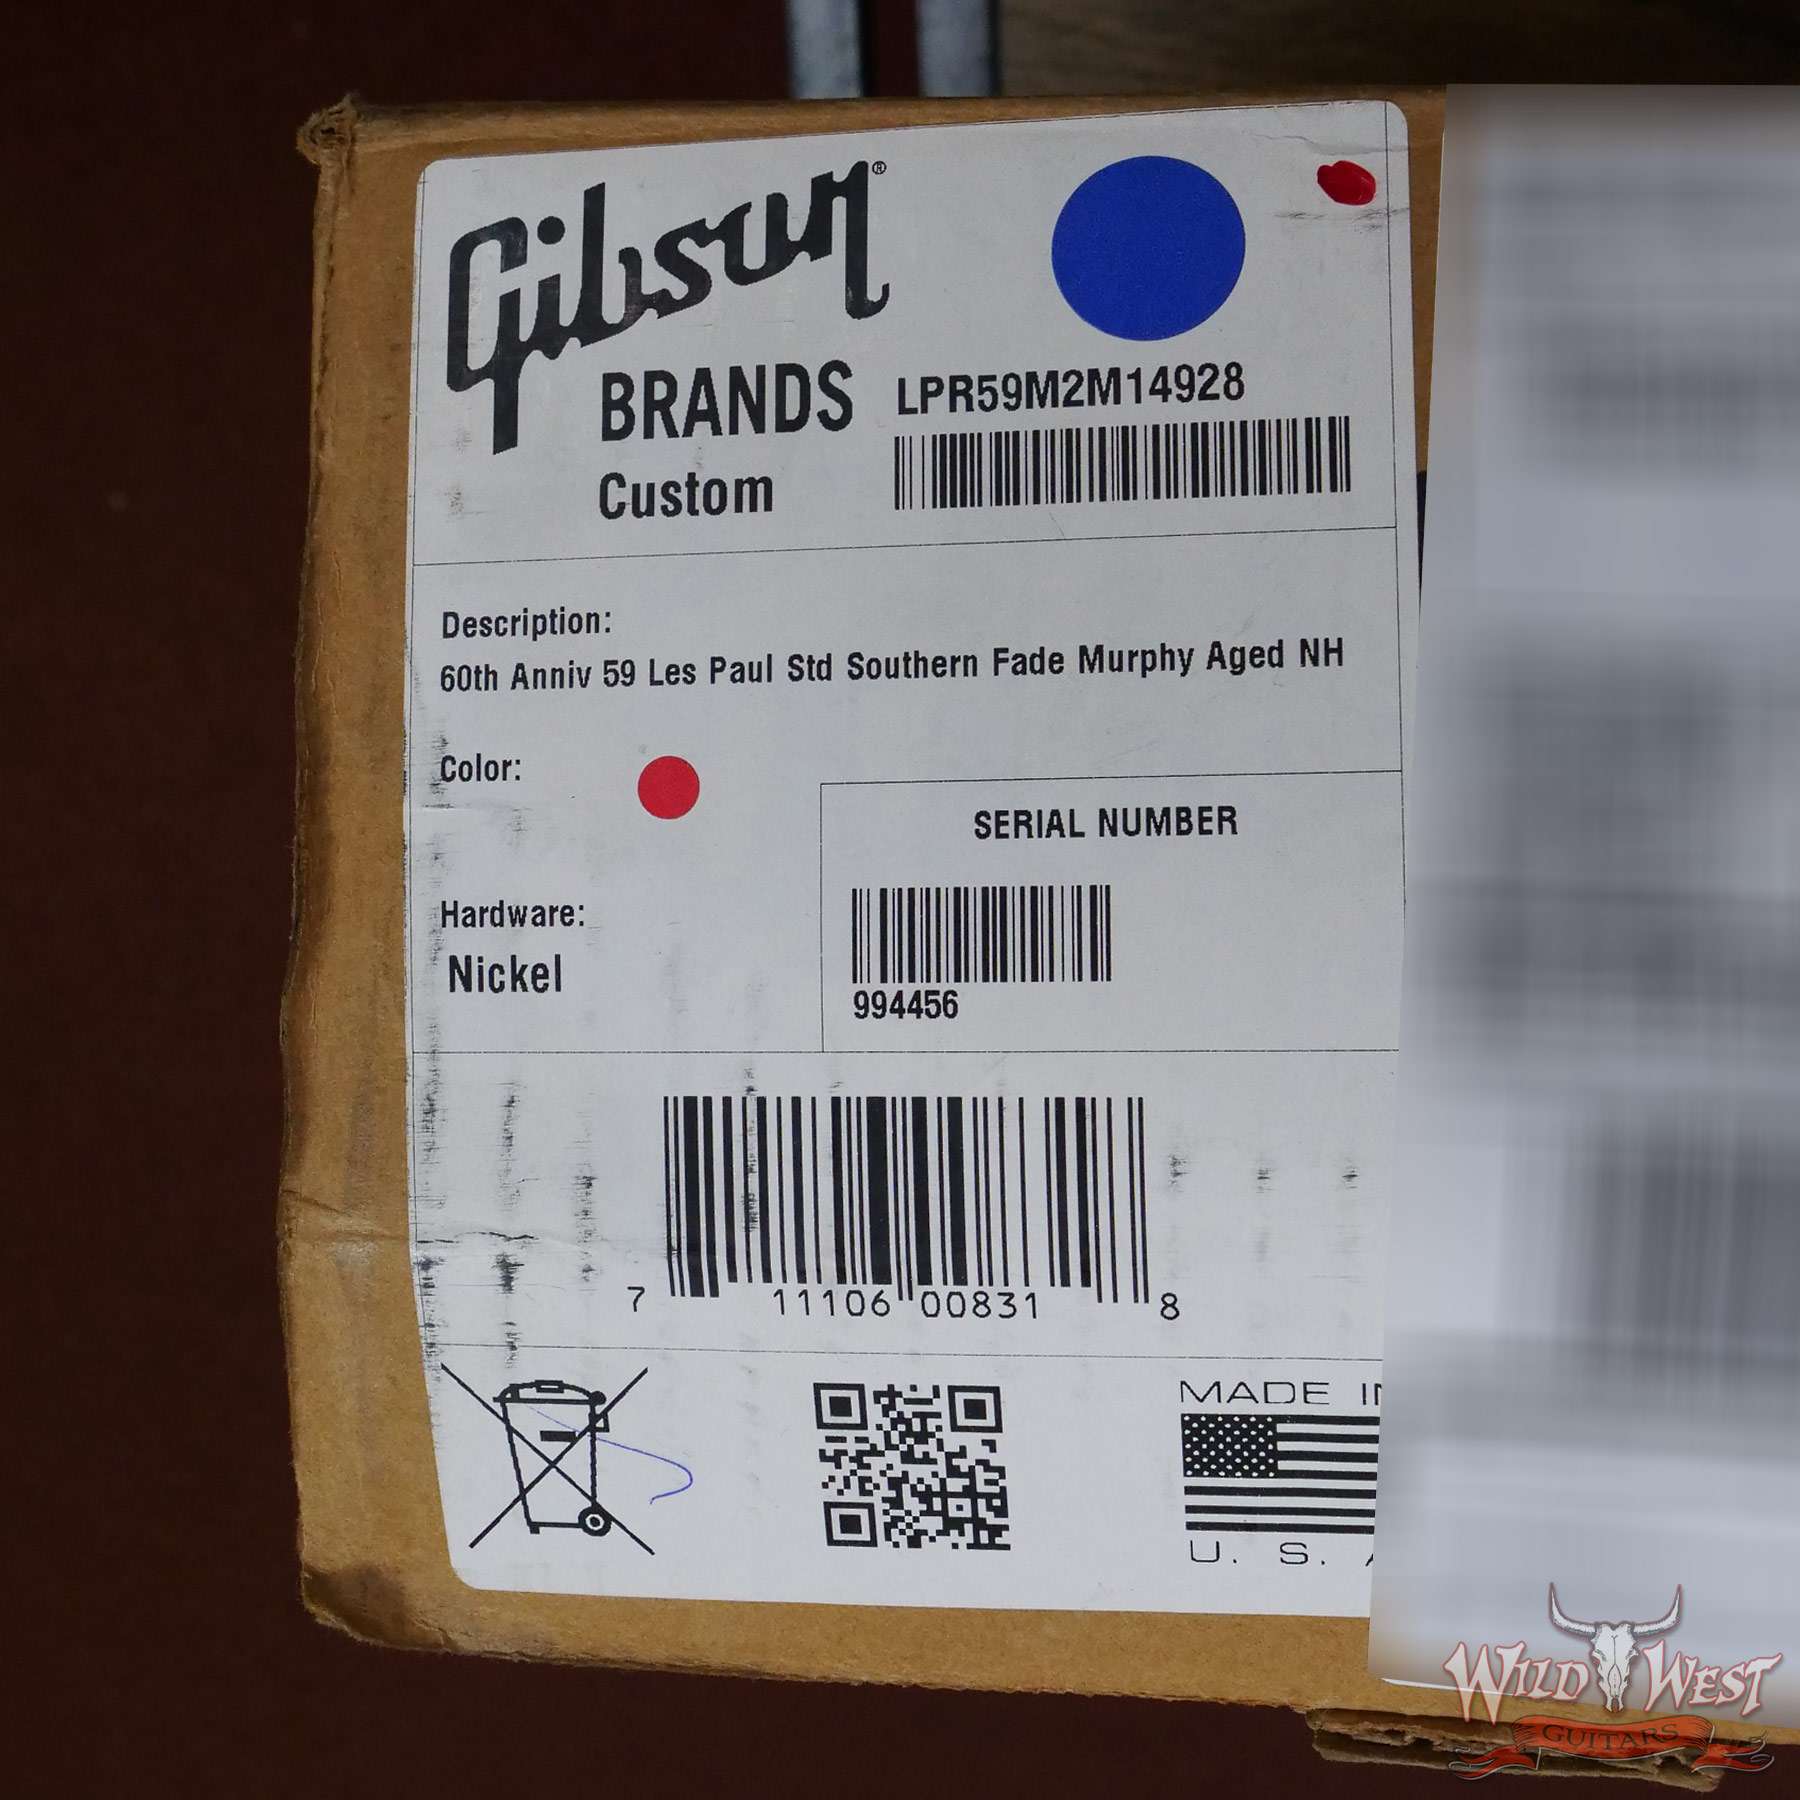 Gibson®
BRANDS
Custom
LPR59M2M14928
Description:
60th Anniv 59 Les Paul Std Southern Fade Murphy Aged NH
Color:
SERIAL NUMBER
Hardware:
Nickel
994456
7 11106 00831 8
MADE IN
U. S.
WILD WEST
GUITARS